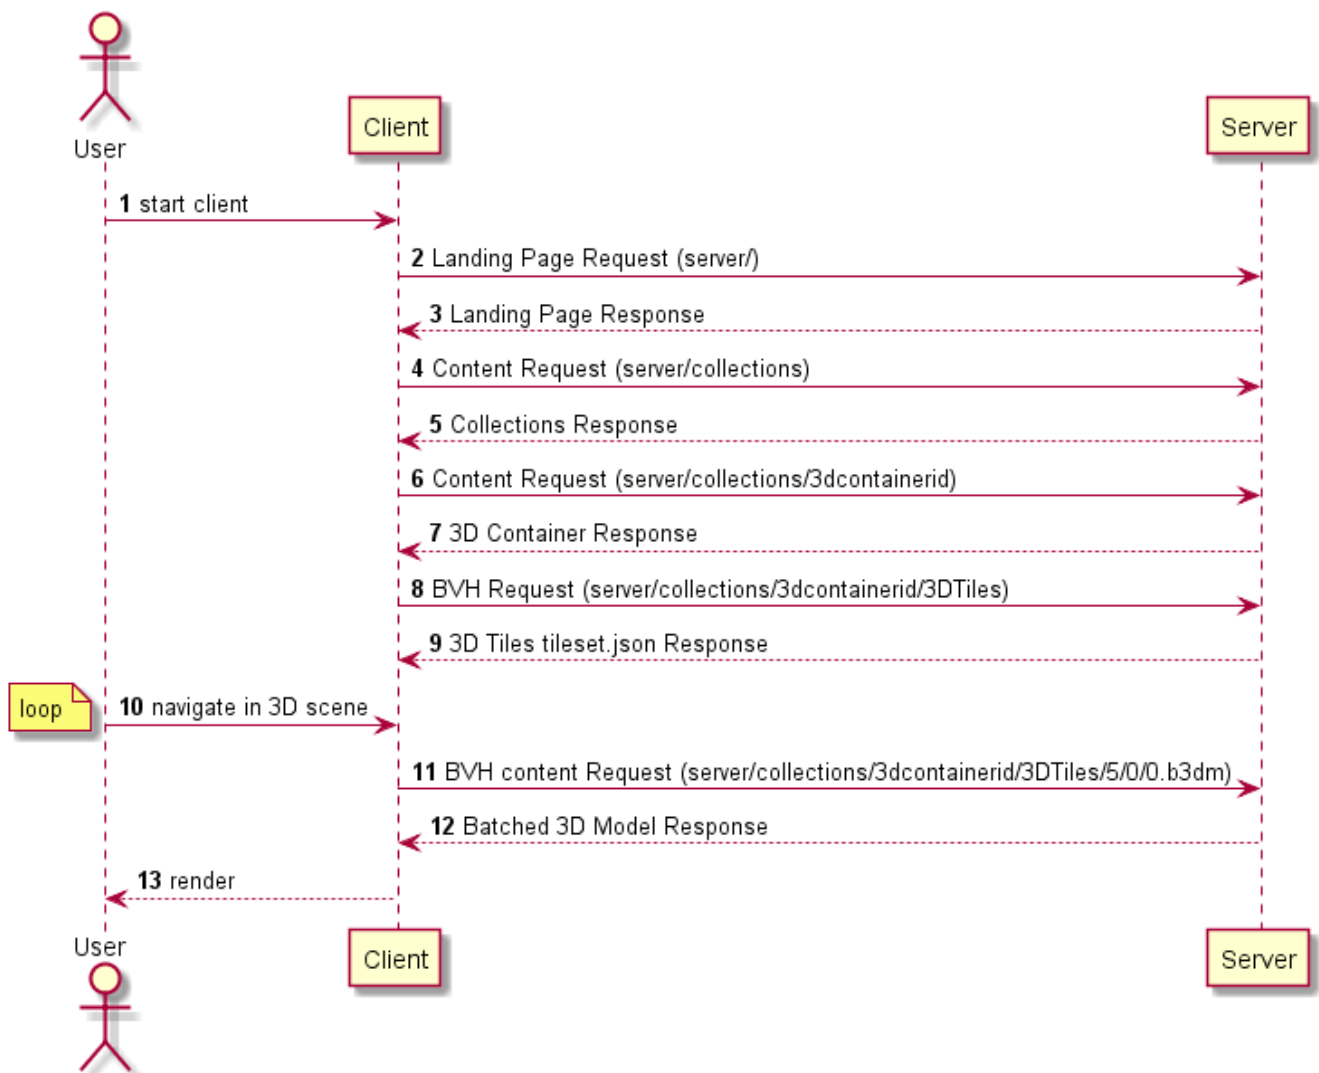 User
Client
Server
1 start client
2 Landing Page Request (server/)
3 Landing Page Response
4 Content Request (server/collections)
5 Collections Response
6 Content Request (server/collections/3dcontainerid)
7 3D Container Response
8 BVH Request (server/collections/3dcontainerid/3DTiles)
9 3D Tiles tileset.json Response
loop
10 navigate in 3D scene
11 BVH content Request (server/collections/3dcontainerid/3DTiles/5/0/0.b3dm)
12 Batched 3D Model Response
13 render
User
Client
Server